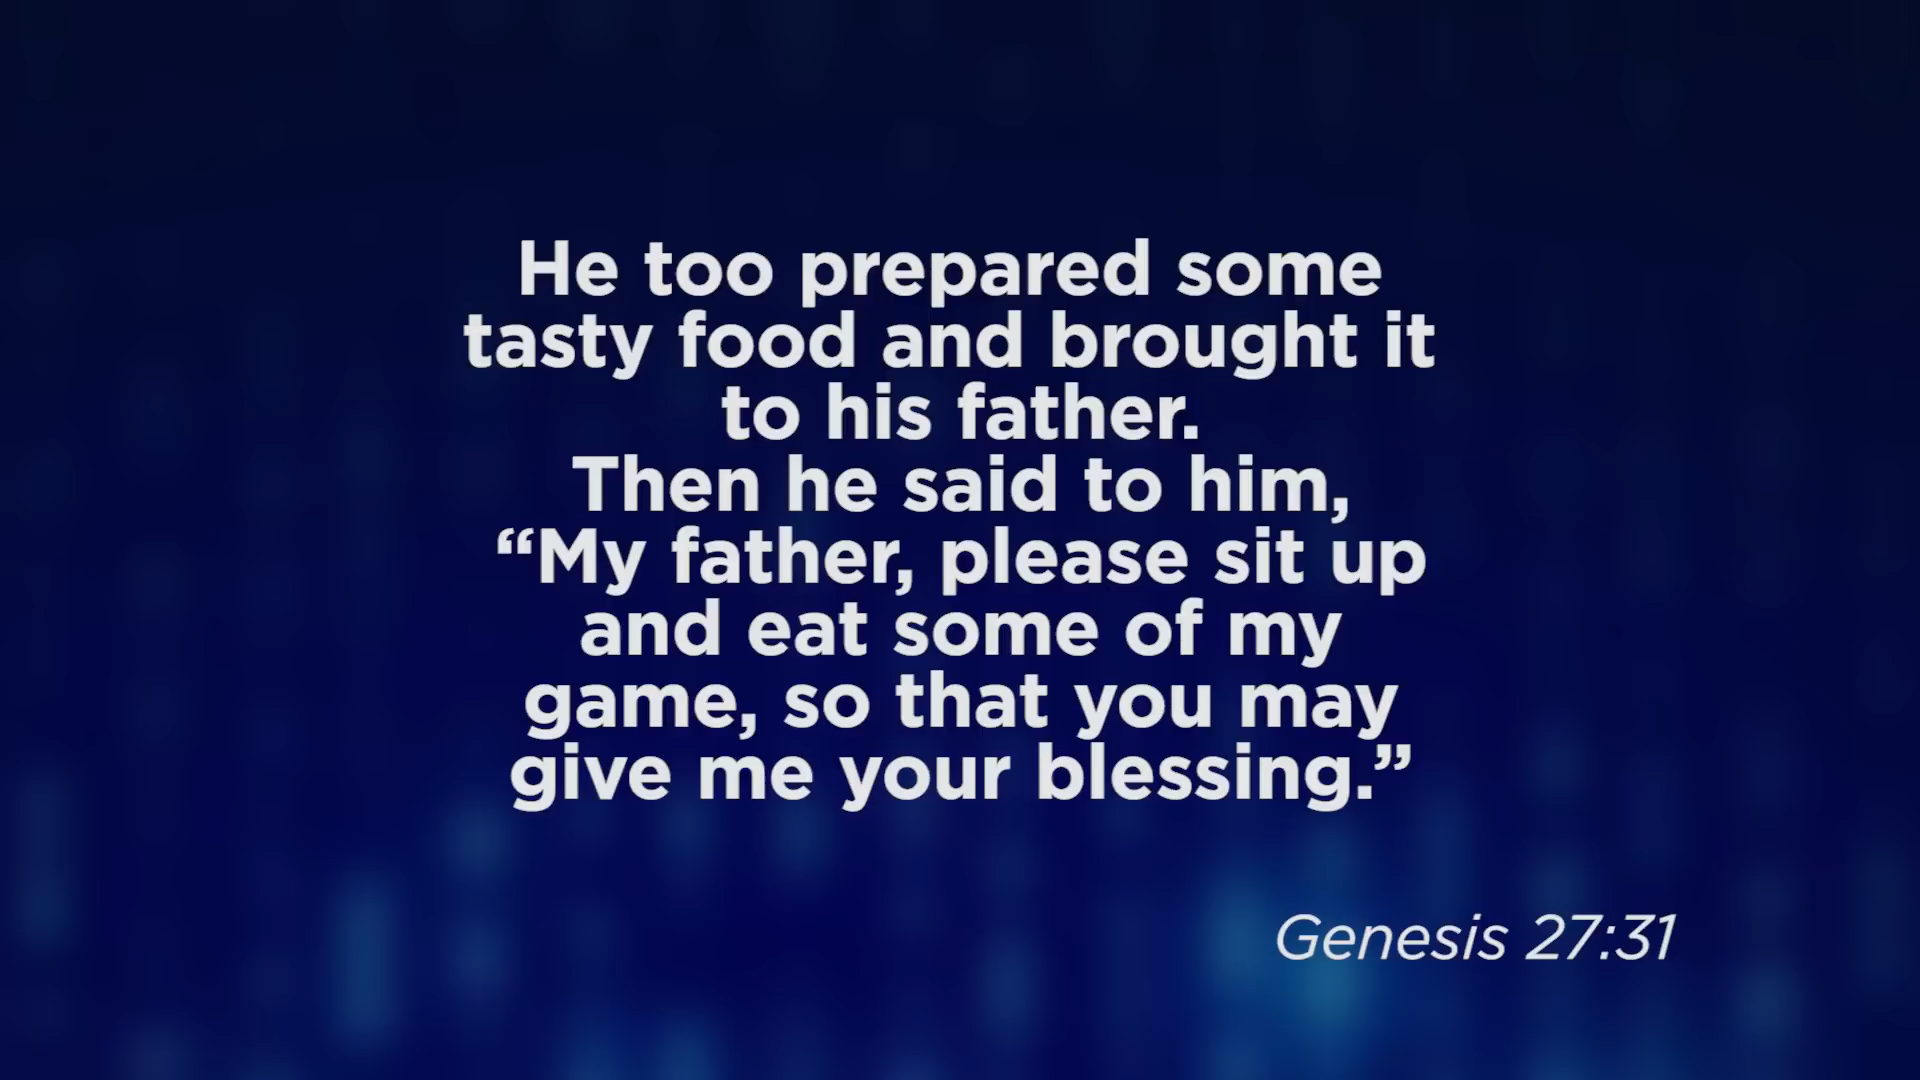 He too prepared some
tasty food and brought it
to his father.
Then he said to him,
“My father, please sit up
and eat some of my
game, so that you may
give me your blessing.”
Genesis 27:31